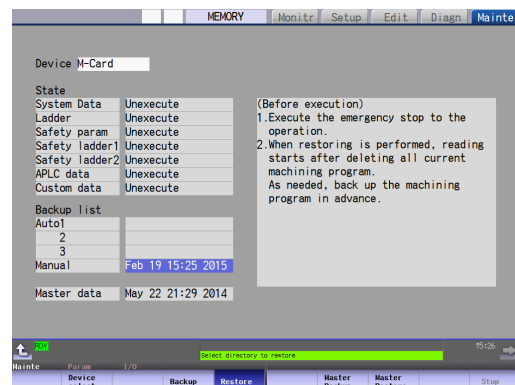 MEMORY Monitr Setup Edit Diagn Mainte
Device M-Card
State
System Data Unexecute
Ladder Unexecute
Safety param Unexecute
Safety ladder1 Unexecute
Safety ladder2 Unexecute
APLC data Unexecute
Custom data Unexecute
(Before execution)
1.Execute the emergency stop to the
operation.
2.When restoring is performed, reading
starts after deleting all current
machining program.
As needed, back up the machining
program in advance.
Backup list
Auto1
2
3
Manual Feb 19 15:25 2015
Master data May 22 21:29 2014
RDY 15:26
Select directory to restore
Mainte Param I/O
Device Backup Restore Master Master Stop